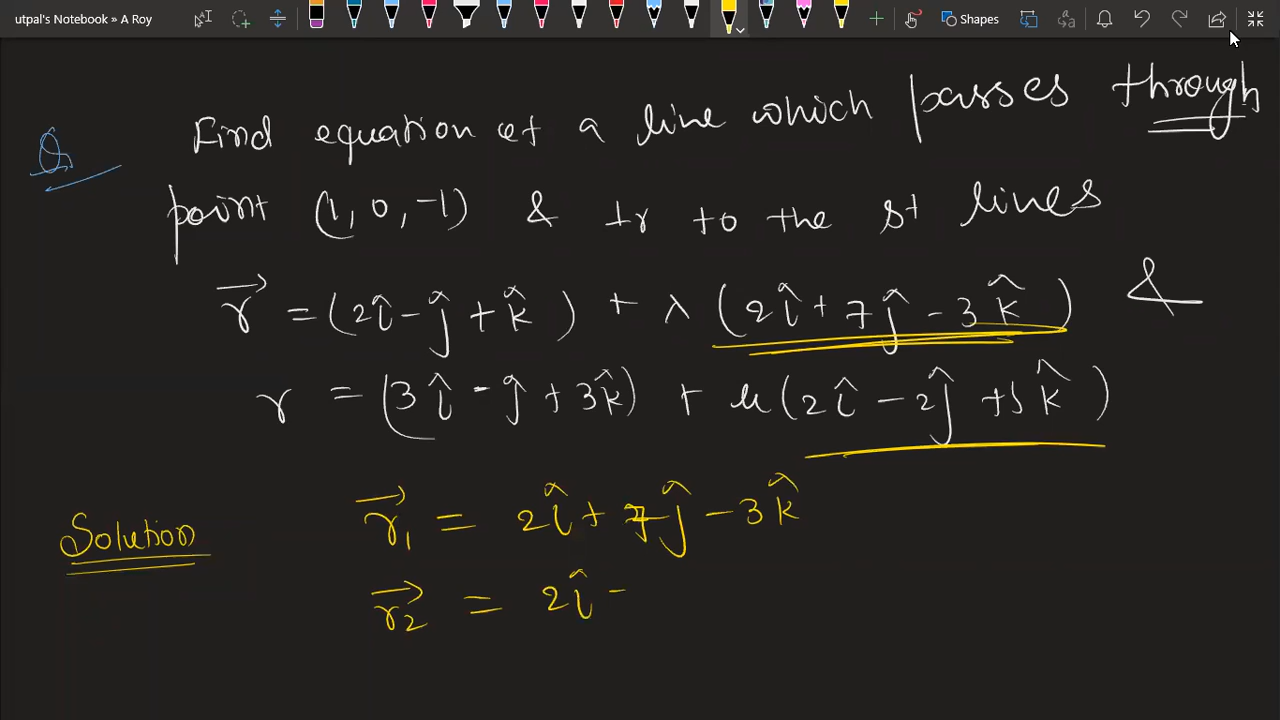 utpal's Notebook » A Roy
Shapes
Q. Find equation of a line which passes through
point (1, 0, -1) & ⊥r to the st lines
r⃗ = (2î - ĵ + k̂) + λ (2î + 7ĵ - 3k̂) &
r = (3î - ĵ + 3k̂) + μ(2î - 2ĵ + 5k̂)
Solution r⃗₁ = 2î + 7ĵ - 3k̂
r⃗₂ = 2î -